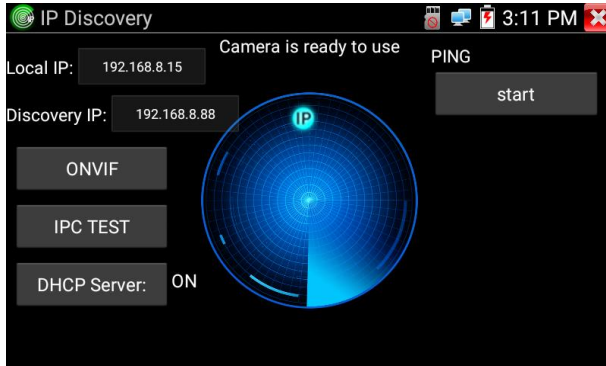 IP Discovery
3:11 PM
Camera is ready to use
PING
Local IP: 192.168.8.15
start
Discovery IP: 192.168.8.88
IP
ONVIF
IPC TEST
DHCP Server: ON